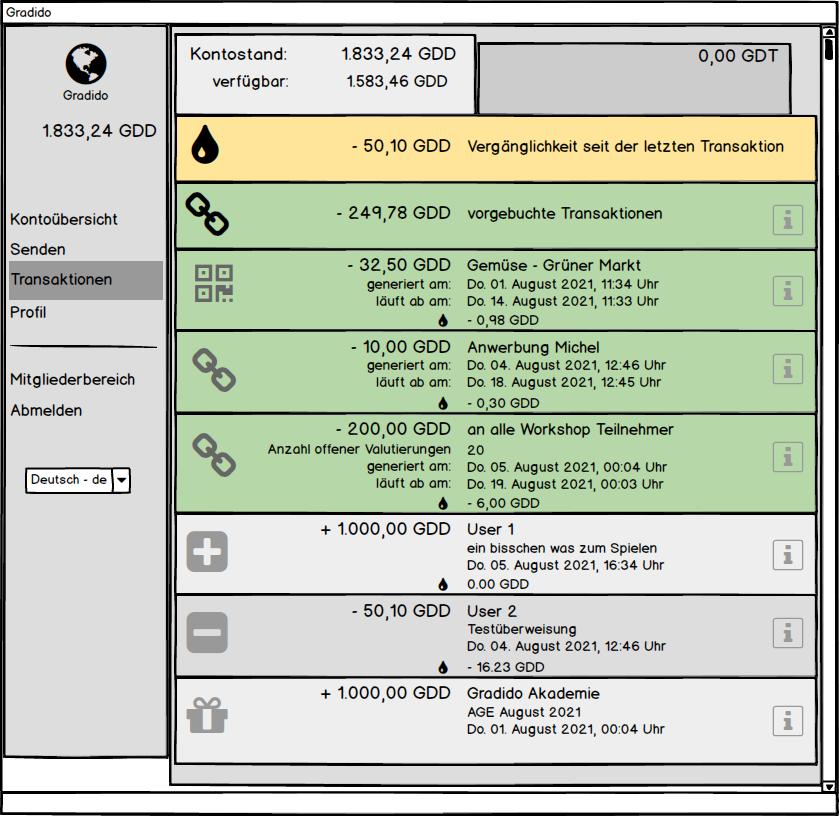 Gradido
Gradido
1.833,24 GDD
Kontoübersicht
Senden
Transaktionen
Profil
Mitgliederbereich
Abmelden
Deutsch - de
Kontostand: 1.833,24 GDD
verfügbar: 1.583,46 GDD
0,00 GDT
- 50,10 GDD Vergänglichkeit seit der letzten Transaktion
- 249,78 GDD vorgebuchte Transaktionen
- 32,50 GDD Gemüse - Grüner Markt
generiert am: Do. 01. August 2021, 11:34 Uhr
läuft ab am: Do. 14. August 2021, 11:33 Uhr
- 0,98 GDD
- 10,00 GDD Anwerbung Michel
generiert am: Do. 04. August 2021, 12:46 Uhr
läuft ab am: Do. 18. August 2021, 12:45 Uhr
- 0,30 GDD
- 200,00 GDD an alle Workshop Teilnehmer
Anzahl offener Valutierungen 20
generiert am: Do. 05. August 2021, 00:04 Uhr
läuft ab am: Do. 19. August 2021, 00:03 Uhr
- 6,00 GDD
+ 1.000,00 GDD User 1
ein bisschen was zum Spielen
Do. 05. August 2021, 16:34 Uhr
0.00 GDD
- 50,10 GDD User 2
Testüberweisung
Do. 04. August 2021, 12:46 Uhr
- 16.23 GDD
+ 1.000,00 GDD Gradido Akademie
AGE August 2021
Do. 01. August 2021, 00:04 Uhr